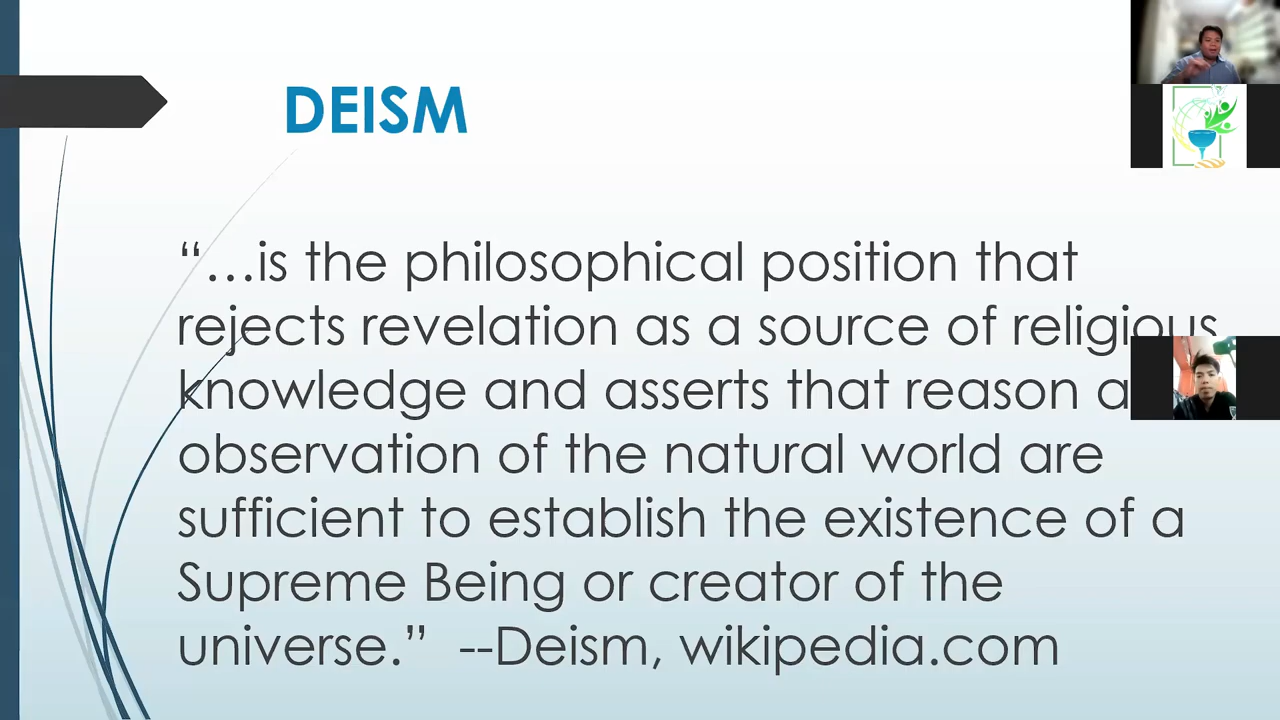 DEISM
“…is the philosophical position that
rejects revelation as a source of religious
knowledge and asserts that reason a
observation of the natural world are
sufficient to establish the existence of a
Supreme Being or creator of the
universe.” --Deism, wikipedia.com